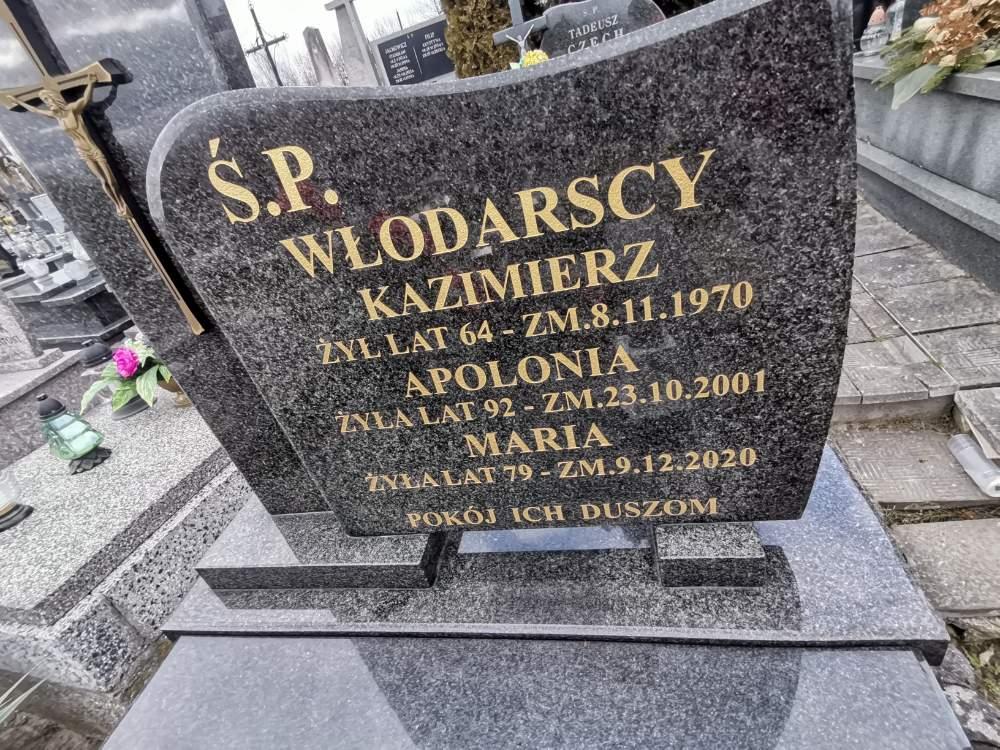 Ś.P.
WŁODARSCY
KAZIMIERZ
ŻYŁ LAT 64 - ZM.8.11.1970
APOLONIA
ŻYŁA LAT 92 - ZM.23.10.2001
MARIA
ŻYŁA LAT 79 - ZM.9.12.2020
POKÓJ ICH DUSZOM
TADEUSZ
CZECH